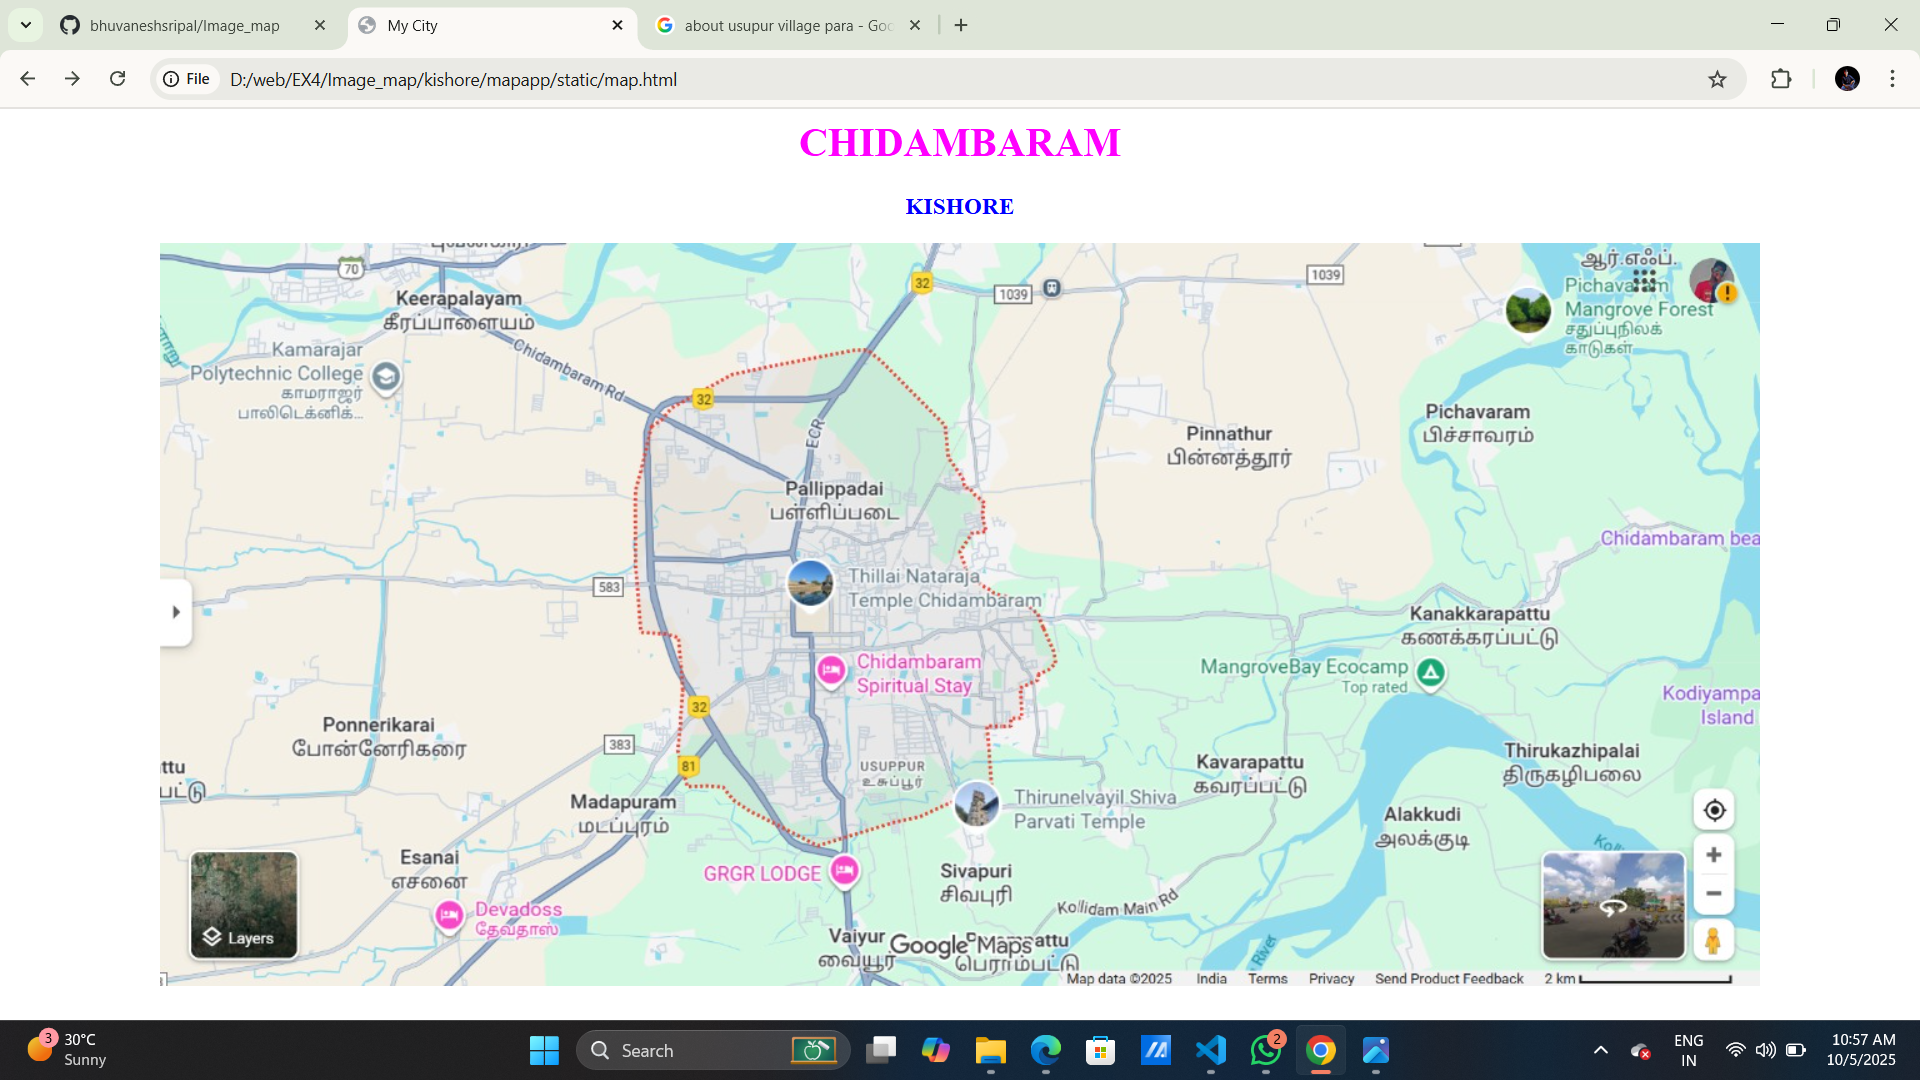 bhuvaneshsripal/Image_map
My City
about usupur village para - Goo
File
D:/web/EX4/Image_map/kishore/mapapp/static/map.html
CHIDAMBARAM
KISHORE
70
32
1039
1039
ஆர்.எஃப்.
Pichavaram
Mangrove Forest
சதுப்புநிலக்
காடுகள்
Keerapalayam
கீரப்பாளையம்
Kamarajar
Polytechnic College
காமராஜர்
பாலிடெக்னிக்...
Chidambaram Rd
32
ECR
Pichavaram
பிச்சாவரம்
Pinnathur
பின்னத்தூர்
Pallippadai
பள்ளிப்படை
Chidambaram bea
583
Thillai Nataraja
Temple Chidambaram
Kanakkarapattu
கணக்கரப்பட்டு
Chidambaram
Spiritual Stay
MangroveBay Ecocamp
Top rated
Kodiyampa
Island
32
Ponnerikarai
போன்னேரிகரை
383
81
USUPPUR
உசுப்பூர்
Kavarapattu
கவரப்பட்டு
Thirukazhipalai
திருகழிபலை
ttu
பட்டு
Madapuram
மடப்புரம்
Thirunelvayil Shiva
Parvati Temple
Alakkudi
அலக்குடி
Esanai
எசனை
GRGR LODGE
Sivapuri
சிவபுரி
Kollidam Main Rd
Devadoss
தேவதாஸ்
Layers
Vaiyur
வையூர்
Google Maps
attu
பெராம்பட்டு
River
Map data ©2025 India Terms Privacy Send Product Feedback 2 km
3
30°C
Sunny
Search
2
ENG
IN
10:57 AM
10/5/2025